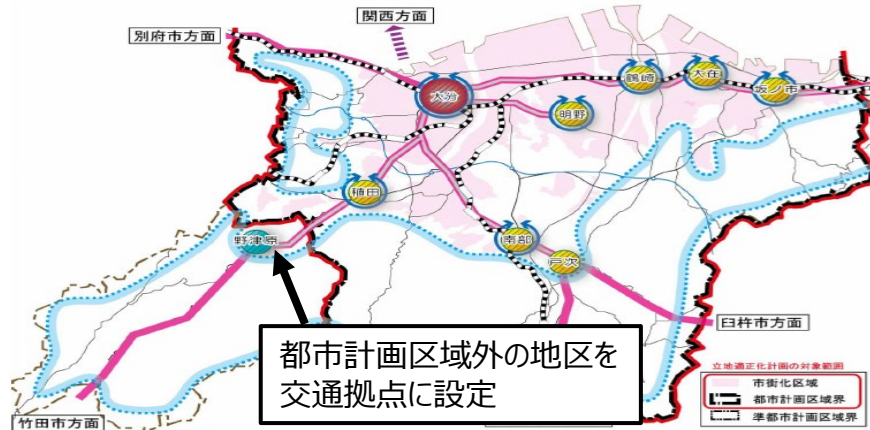 関西方面
別府市方面
大分
鶴崎
大在
坂ノ市
明野
稙田
野津原
南部
戸次
都市計画区域外の地区を
交通拠点に設定
臼杵市方面
竹田市方面
立地適正化計画の対象範囲
市街化区域
都市計画区域界
準都市計画区域界